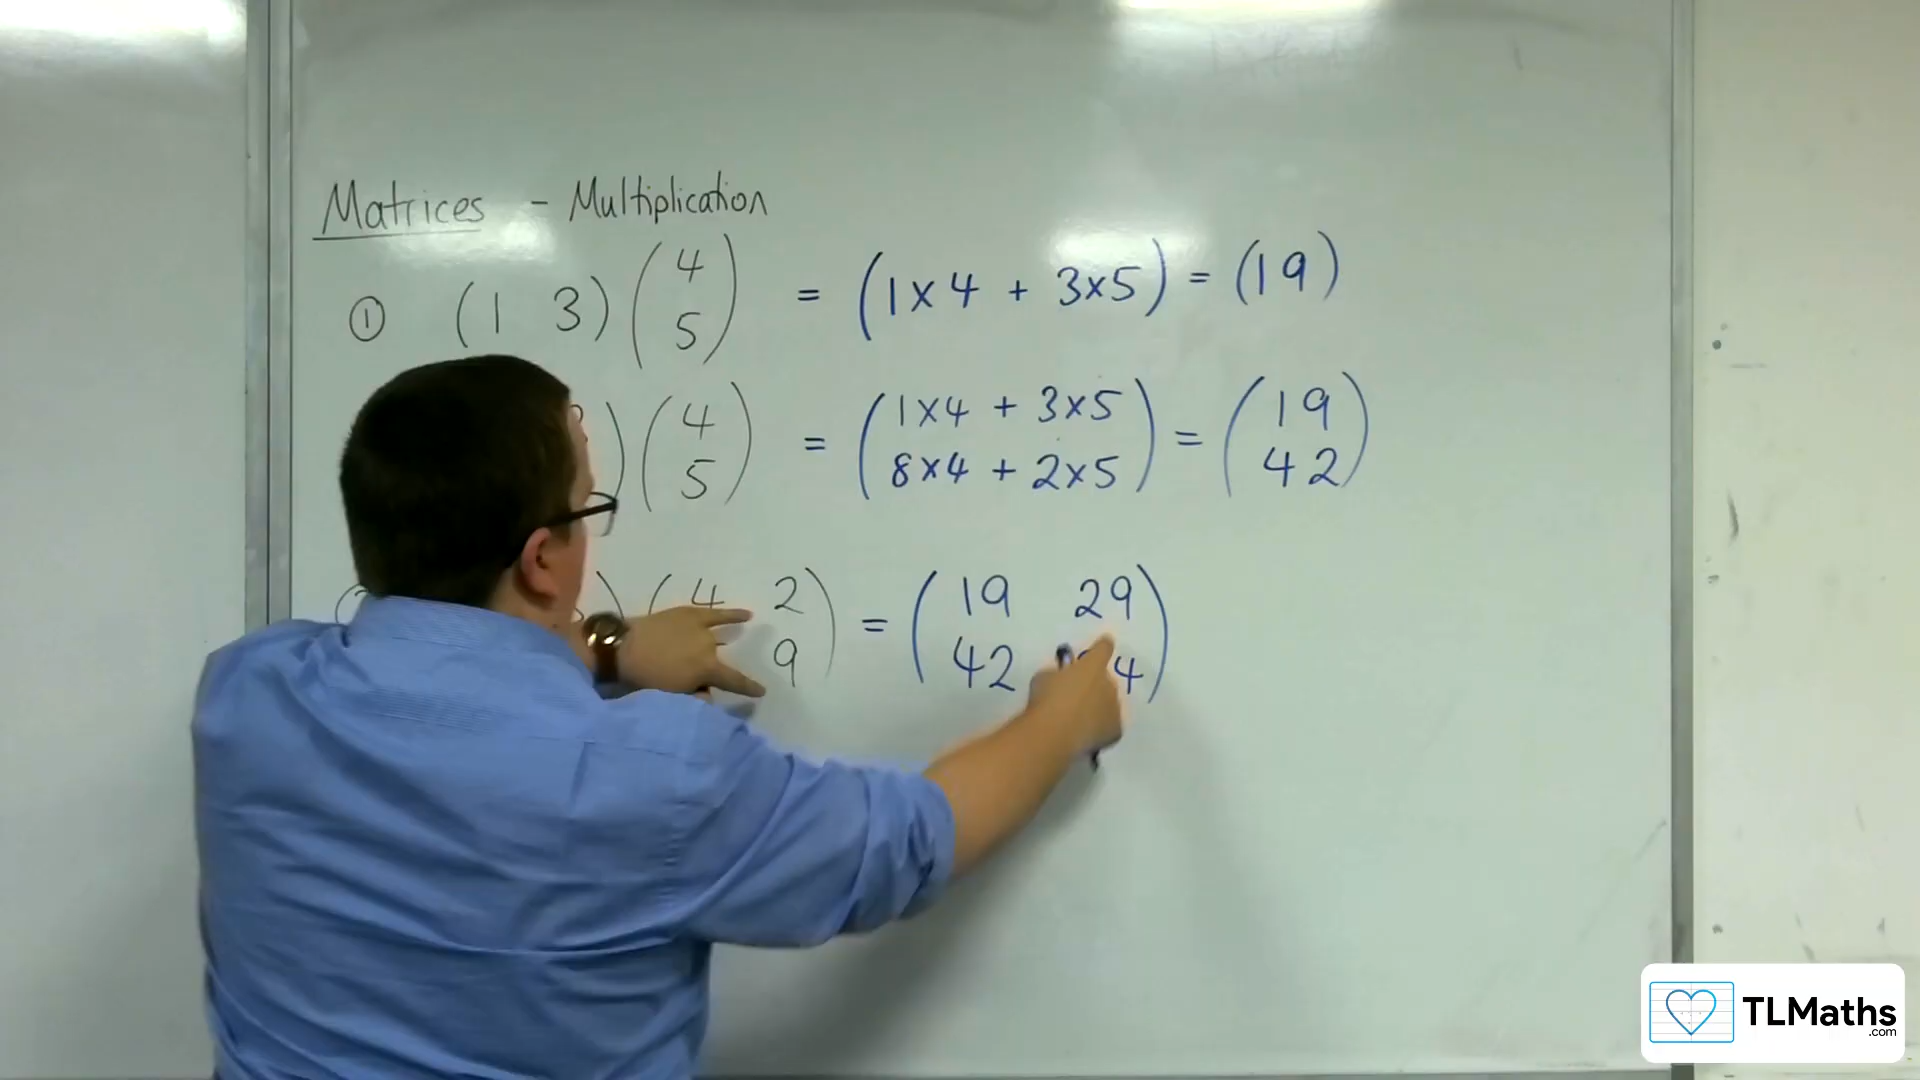 Matrices - Multiplication
① (1 3) (4 5) = (1×4 + 3×5) = (19)
(4 5) = (1×4 + 3×5 8×4 + 2×5) = (19 42)
2 9) = (19 29 42
TLMaths
.com